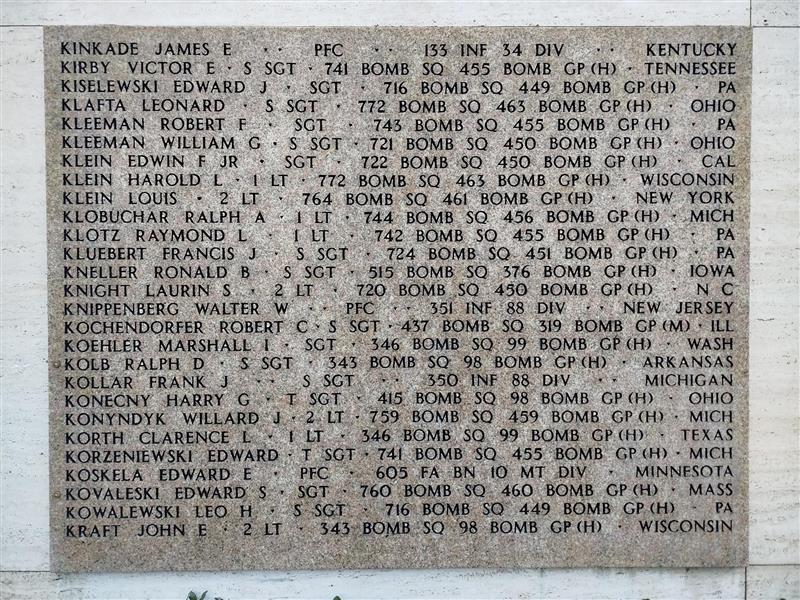 KINKADE JAMES E · · PFC · · 133 INF 34 DIV · · KENTUCKY
KIRBY VICTOR E · S SGT · 741 BOMB SQ 455 BOMB GP (H) · TENNESSEE
KISELEWSKI EDWARD J · SGT · 716 BOMB SQ 449 BOMB GP (H) · PA
KLAFTA LEONARD · S SGT · 772 BOMB SQ 463 BOMB GP (H) · OHIO
KLEEMAN ROBERT F · SGT · 743 BOMB SQ 455 BOMB GP (H) · PA
KLEEMAN WILLIAM G · S SGT · 721 BOMB SQ 450 BOMB GP (H) · OHIO
KLEIN EDWIN F JR · SGT · 722 BOMB SQ 450 BOMB GP (H) · CAL
KLEIN HAROLD L · 1 LT · 772 BOMB SQ 463 BOMB GP (H) · WISCONSIN
KLEIN LOUIS · 2 LT · 764 BOMB SQ 461 BOMB GP (H) · NEW YORK
KLOBUCHAR RALPH A · 1 LT · 744 BOMB SQ 456 BOMB GP (H) · MICH
KLOTZ RAYMOND L · 1 LT · 742 BOMB SQ 455 BOMB GP (H) · PA
KLUEBERT FRANCIS J · S SGT · 724 BOMB SQ 451 BOMB GP (H) · PA
KNELLER RONALD B · S SGT · 515 BOMB SQ 376 BOMB GP (H) · IOWA
KNIGHT LAURIN S · 2 LT · 720 BOMB SQ 450 BOMB GP (H) · N C
KNIPPENBERG WALTER W · · PFC · · 351 INF 88 DIV · · NEW JERSEY
KOCHENDORFER ROBERT C · S SGT · 437 BOMB SQ 319 BOMB GP (M) · ILL
KOEHLER MARSHALL I · SGT · 346 BOMB SQ 99 BOMB GP (H) · WASH
KOLB RALPH D · S SGT · 343 BOMB SQ 98 BOMB GP (H) · ARKANSAS
KOLLAR FRANK J · · S SGT · · 350 INF 88 DIV · · MICHIGAN
KONECNY HARRY G · T SGT · 415 BOMB SQ 98 BOMB GP (H) · OHIO
KONYNDYK WILLARD J · 2 LT · 759 BOMB SQ 459 BOMB GP (H) · MICH
KORTH CLARENCE L · 1 LT · 346 BOMB SQ 99 BOMB GP (H) · TEXAS
KORZENIEWSKI EDWARD · T SGT · 741 BOMB SQ 455 BOMB GP (H) · MICH
KOSKELA EDWARD E · PFC · 605 FA BN 10 MT DIV · MINNESOTA
KOVALESKI EDWARD S · SGT · 760 BOMB SQ 460 BOMB GP (H) · MASS
KOWALEWSKI LEO H · S SGT · 716 BOMB SQ 449 BOMB GP (H) · PA
KRAFT JOHN E · 2 LT · 343 BOMB SQ 98 BOMB GP (H) · WISCONSIN